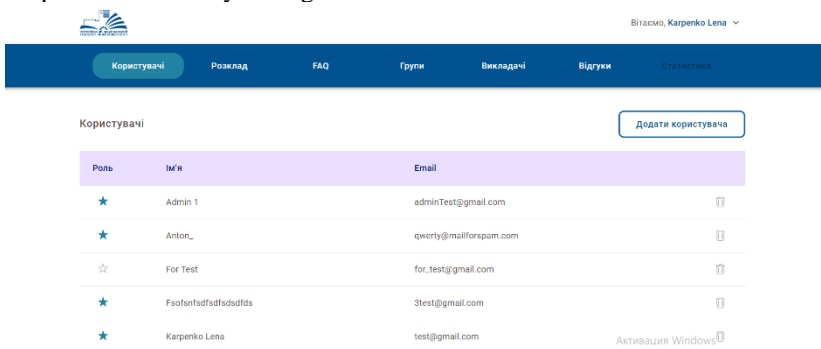 Вітаємо, Karpenko Lena
Користувачі Розклад FAQ Групи Викладачі Відгуки Статистика
Користувачі Додати користувача
Роль Ім'я Email
Admin 1 adminTest@gmail.com
Anton_ qwerty@mailforspam.com
For Test for_test@gmail.com
Fsofsnfsdfsdfsdsdfds 3test@gmail.com
Karpenko Lena test@gmail.com
Активация Windows